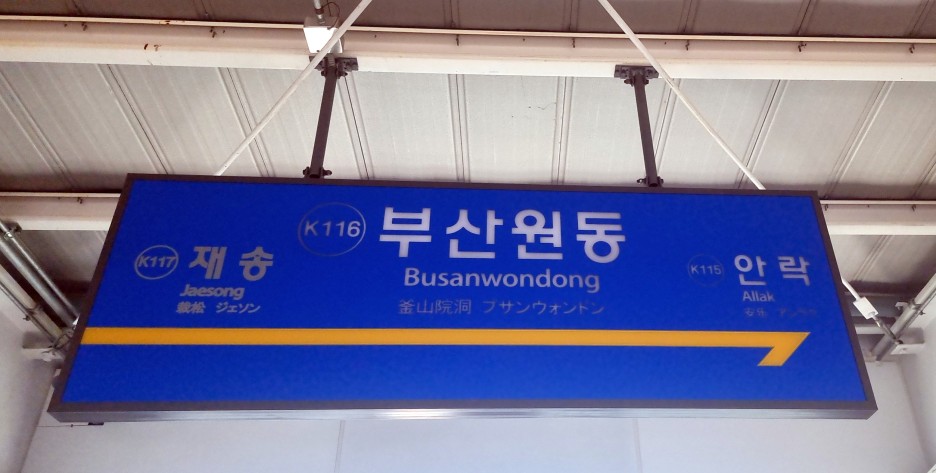 K117 재송
Jaesong
栽松 ジェソン
K116 부산원동
Busanwondong
釜山院洞 プサンウォンドン
K115 안락
Allak